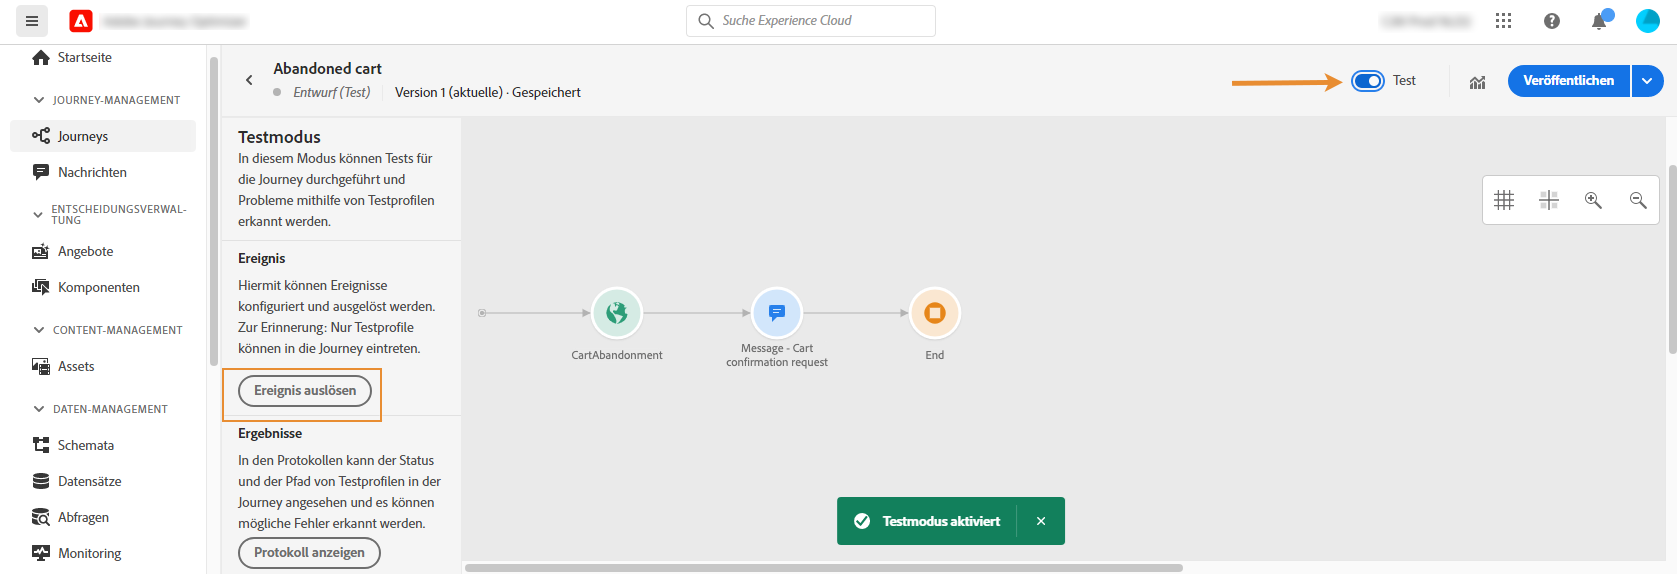 Suche Experience Cloud
Startseite
JOURNEY-MANAGEMENT
Journeys
Nachrichten
ENTSCHEIDUNGSVERWAL-
TUNG
Angebote
Komponenten
CONTENT-MANAGEMENT
Assets
DATEN-MANAGEMENT
Schemata
Datensätze
Abfragen
Monitoring
Abandoned cart
Entwurf (Test)
Version 1 (aktuelle) · Gespeichert
Test
Veröffentlichen
Testmodus
In diesem Modus können Tests für
die Journey durchgeführt und
Probleme mithilfe von Testprofilen
erkannt werden.
Ereignis
Hiermit können Ereignisse
konfiguriert und ausgelöst werden.
Zur Erinnerung: Nur Testprofile
können in die Journey eintreten.
Ereignis auslösen
Ergebnisse
In den Protokollen kann der Status
und der Pfad von Testprofilen in der
Journey angesehen und es können
mögliche Fehler erkannt werden.
Protokoll anzeigen
CartAbandonment
Message - Cart
confirmation request
End
Testmodus aktiviert